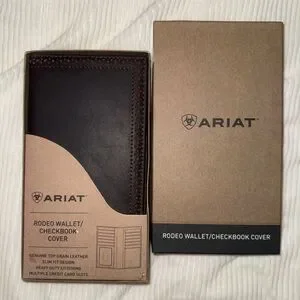 ARIAT
RODEO WALLET/
CHECKBOOK
COVER
GENUINE TOP GRAIN LEATHER
SLIM FIT DESIGN
HEAVY DUTY STITCHING
MULTIPLE CREDIT CARD SLOTS
ARIAT
RODEO WALLET/CHECKBOOK COVER